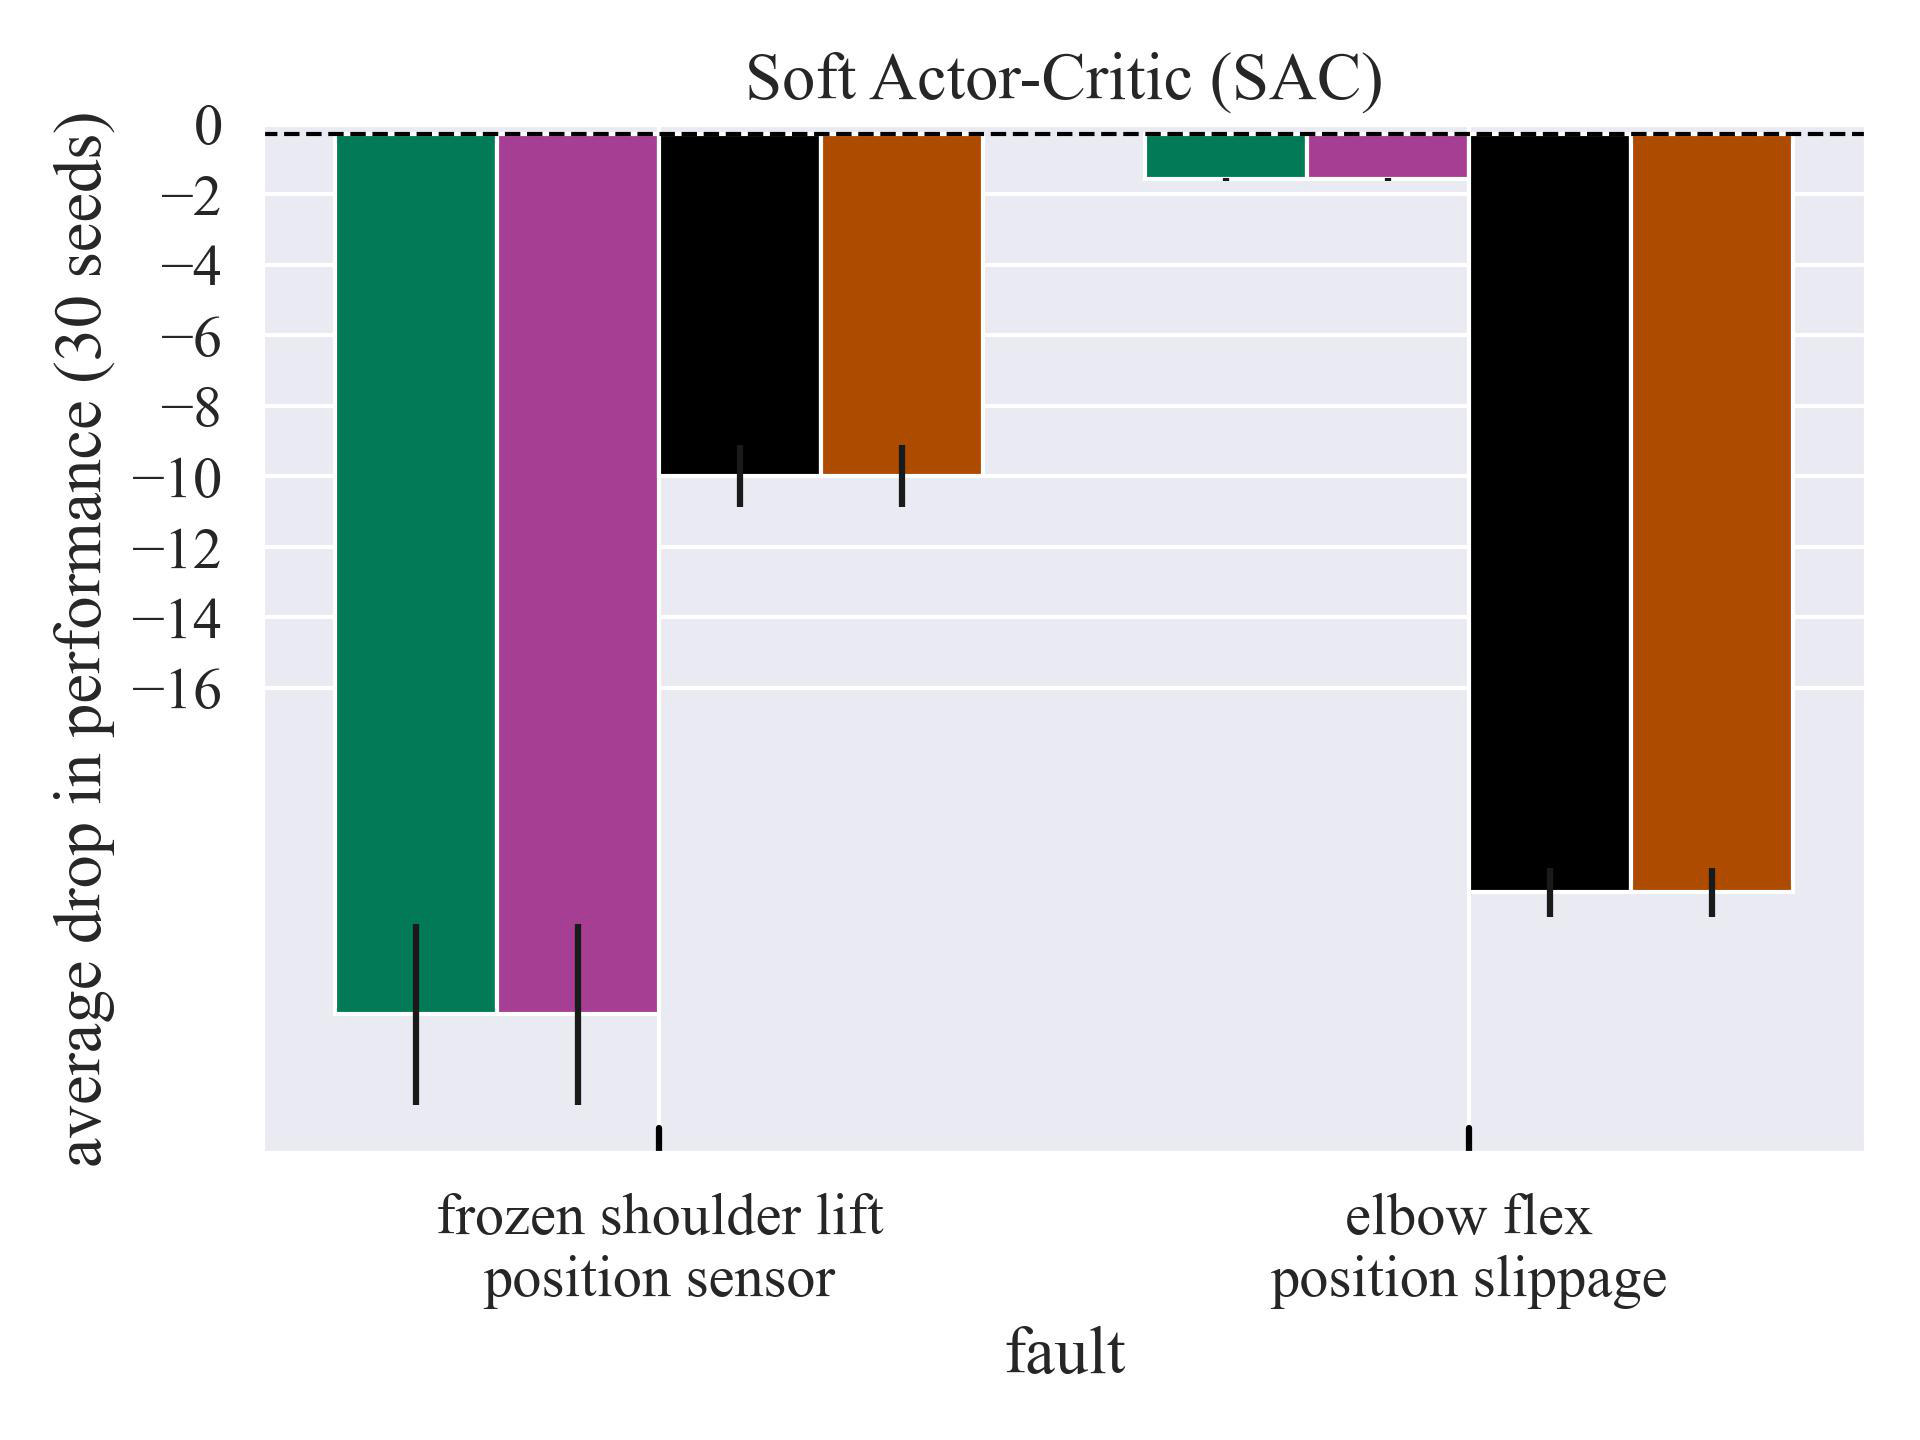 Soft Actor-Critic (SAC)
average drop in performance (30 seeds)
0
−2
−4
−6
−8
−10
−12
−14
−16
frozen shoulder lift
position sensor
elbow flex
position slippage
fault